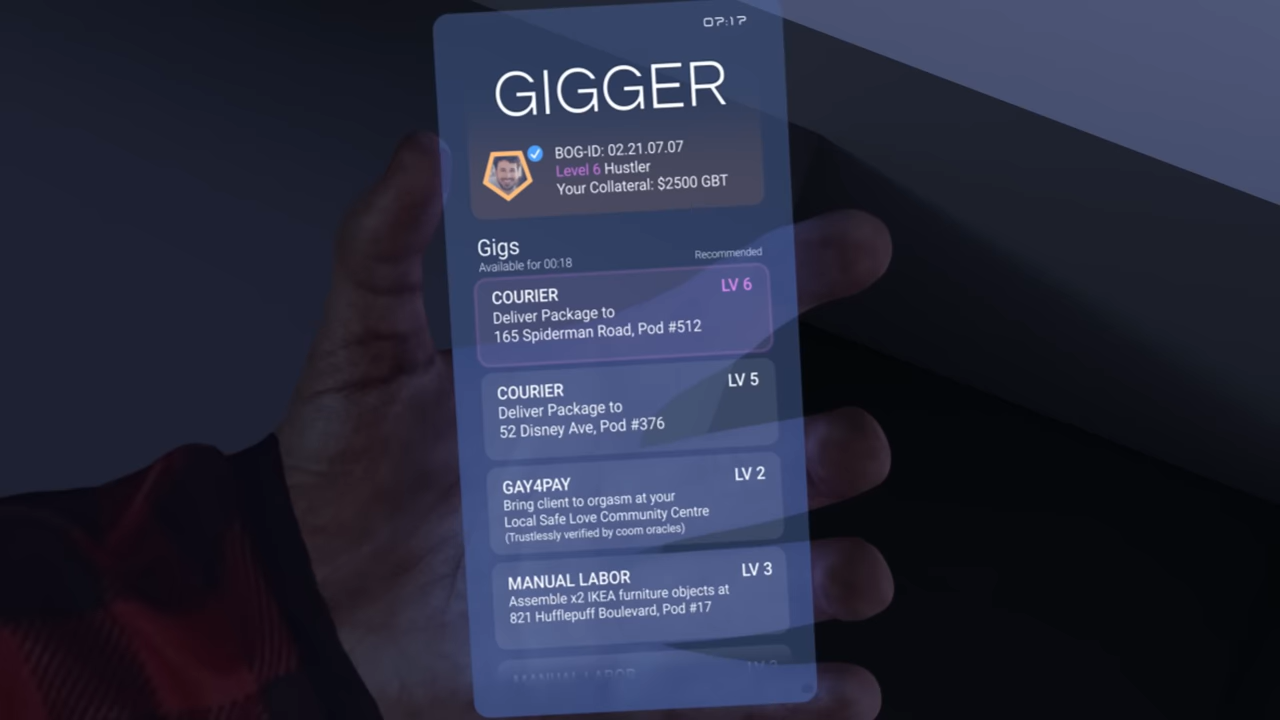 07:17
GIGGER
BOG-ID: 02.21.07.07
Level 6 Hustler
Your Collateral: $2500 GBT
Gigs
Available for 00:18
Recommended
COURIER
LV 6
Deliver Package to
165 Spiderman Road, Pod #512
COURIER
LV 5
Deliver Package to
52 Disney Ave, Pod #376
GAY4PAY
LV 2
Bring client to orgasm at your
Local Safe Love Community Centre
(Trustlessly verified by coom oracles)
MANUAL LABOR
LV 3
Assemble x2 IKEA furniture objects at
821 Hufflepuff Boulevard, Pod #17
MANUAL LABOR